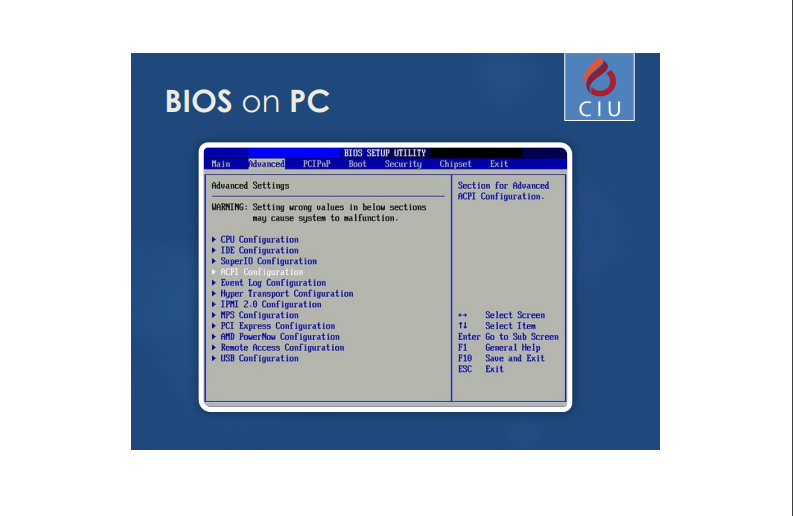 BIOS on PC
CIU
BIOS SETUP UTILITY
Main Advanced PCIPnP Boot Security Chipset Exit
Advanced Settings
WARNING: Setting wrong values in below sections
may cause system to malfunction.
CPU Configuration
IDE Configuration
SuperIO Configuration
ACPI Configuration
Event Log Configuration
Hyper Transport Configuration
IPMI 2.0 Configuration
MPS Configuration
PCI Express Configuration
AMD PowerNow Configuration
Remote Access Configuration
USB Configuration
Section for Advanced
ACPI Configuration.
↔ Select Screen
↑↓ Select Item
Enter Go to Sub Screen
F1 General Help
F10 Save and Exit
ESC Exit